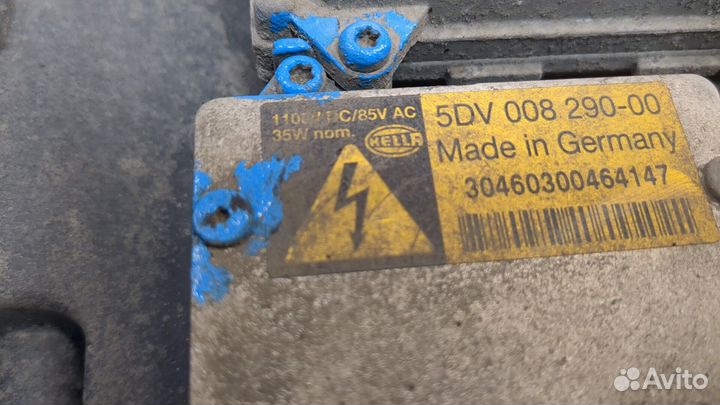 DC/85V AC
35W nom.
HELLA
5DV 008 290-00
Made in Germany
30460300464147
Avito